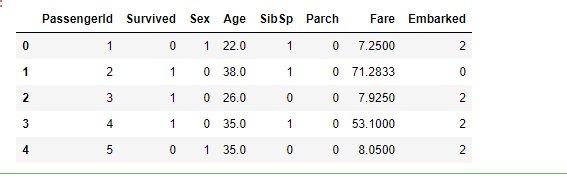 PassengerId Survived Sex Age SibSp Parch Fare Embarked
0 1 0 1 22.0 1 0 7.2500 2
1 2 1 0 38.0 1 0 71.2833 0
2 3 1 0 26.0 0 0 7.9250 2
3 4 1 0 35.0 1 0 53.1000 2
4 5 0 1 35.0 0 0 8.0500 2